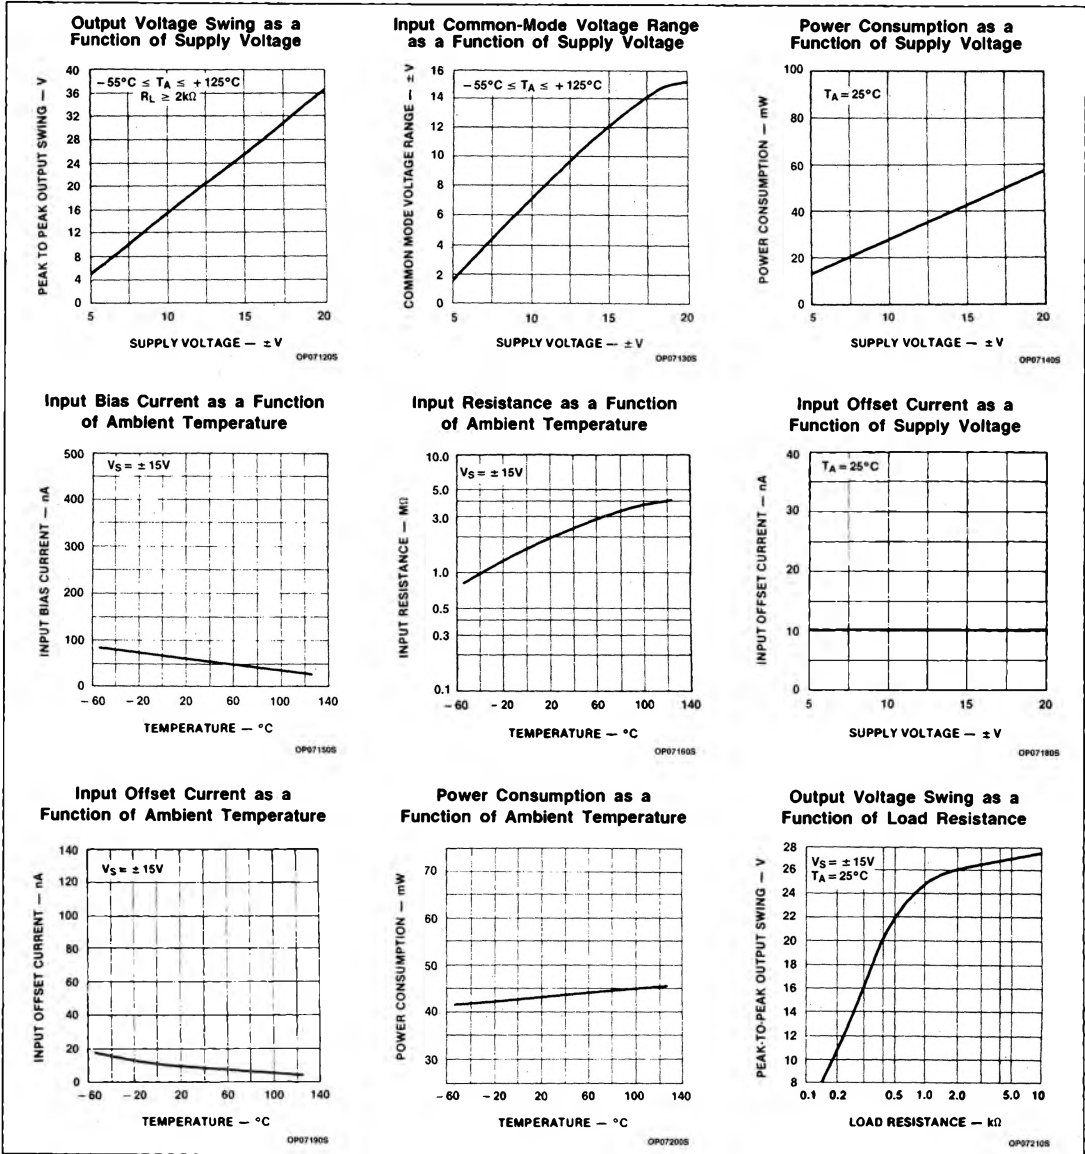 Output Voltage Swing as a
Function of Supply Voltage
PEAK TO PEAK OUTPUT SWING — V
40
36
32
28
24
20
16
12
8
4
0
−55°C ≤ TA ≤ +125°C
RL ≥ 2kΩ
5
10
15
20
SUPPLY VOLTAGE — ±V
OP07120S
Input Common-Mode Voltage Range
as a Function of Supply Voltage
COMMON MODE VOLTAGE RANGE — ±V
16
14
12
10
8
6
4
2
0
−55°C ≤ TA ≤ +125°C
5
10
15
20
SUPPLY VOLTAGE — ±V
OP07130S
Power Consumption as a
Function of Supply Voltage
POWER CONSUMPTION — mW
100
80
60
40
20
0
TA = 25°C
5
10
15
20
SUPPLY VOLTAGE — ±V
OP07140S
Input Bias Current as a Function
of Ambient Temperature
INPUT BIAS CURRENT — nA
500
400
300
200
100
0
VS = ±15V
−60
−20
20
60
100
140
TEMPERATURE — °C
OP07150S
Input Resistance as a Function
of Ambient Temperature
INPUT RESISTANCE — MΩ
10.0
5.0
3.0
1.0
0.5
0.3
0.1
VS = ±15V
−60
−20
20
60
100
140
TEMPERATURE — °C
OP07160S
Input Offset Current as a
Function of Supply Voltage
INPUT OFFSET CURRENT — nA
40
30
20
10
0
TA = 25°C
5
10
15
20
SUPPLY VOLTAGE — ±V
OP07180S
Input Offset Current as a
Function of Ambient Temperature
INPUT OFFSET CURRENT — nA
140
120
100
80
60
40
20
0
VS = ±15V
−60
−20
20
60
100
140
TEMPERATURE — °C
OP07190S
Power Consumption as a
Function of Ambient Temperature
POWER CONSUMPTION — mW
70
60
50
40
30
−60
−20
20
60
100
140
TEMPERATURE — °C
OP07200S
Output Voltage Swing as a
Function of Load Resistance
PEAK-TO-PEAK OUTPUT SWING — V
28
26
24
22
20
18
16
14
12
10
8
VS = ±15V
TA = 25°C
0.1
0.2
0.5
1.0
2.0
5.0
10
LOAD RESISTANCE — kΩ
OP07210S